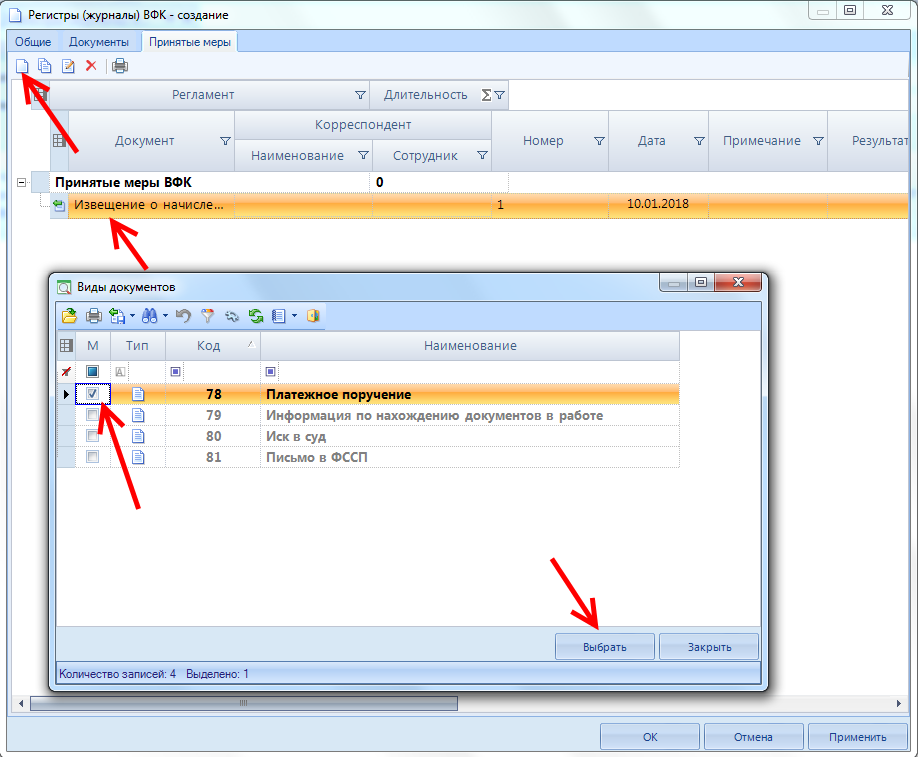 Регистры (журналы) ВФК - создание
Общие Документы Принятые меры
Регламент Длительность Σ
Документ Корреспондент Номер Дата Примечание Результат
Наименование Сотрудник
Принятые меры ВФК 0
Извещение о начисле... 1 10.01.2018
Виды документов
М Тип Код Наименование
A
78 Платежное поручение
79 Информация по нахождению документов в работе
80 Иск в суд
81 Письмо в ФССП
Выбрать Закрыть
Количество записей: 4 Выделено: 1
ОК Отмена Применить